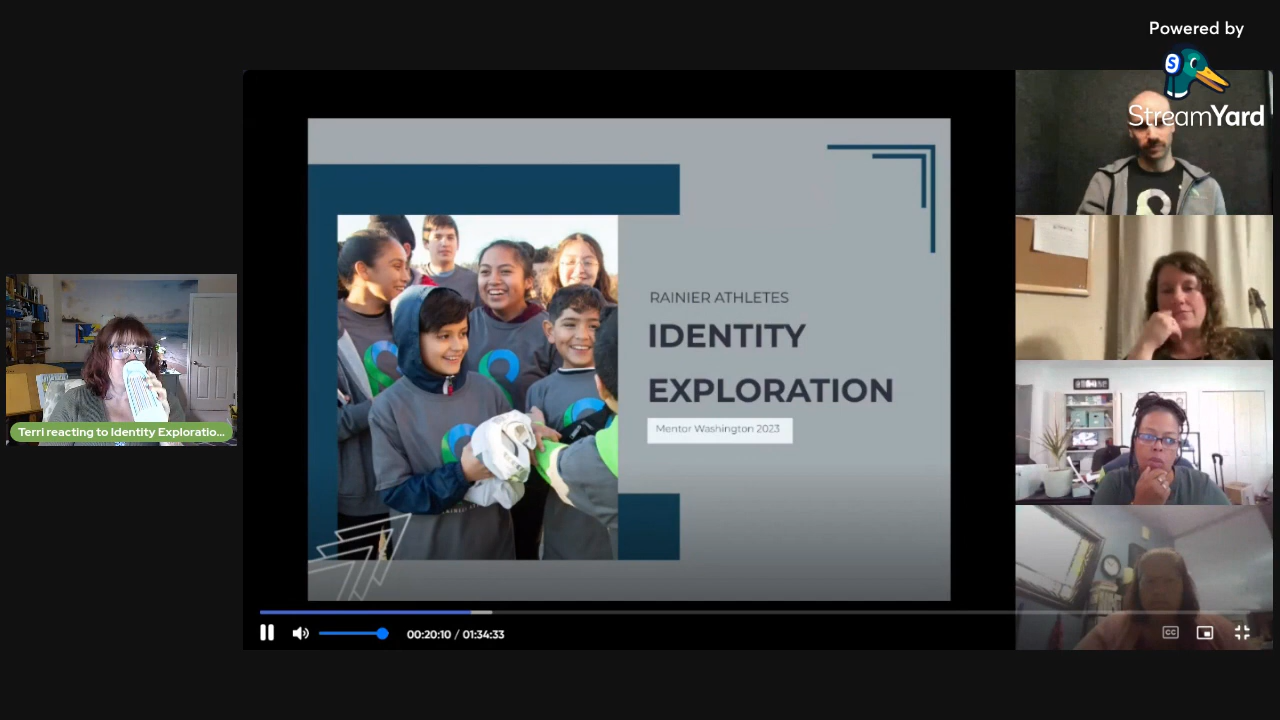 Powered by
StreamYard
RAINIER ATHLETES
IDENTITY
EXPLORATION
Mentor Washington 2023
Terri reacting to Identity Exploratio...
00:20:10 / 01:34:33
CC